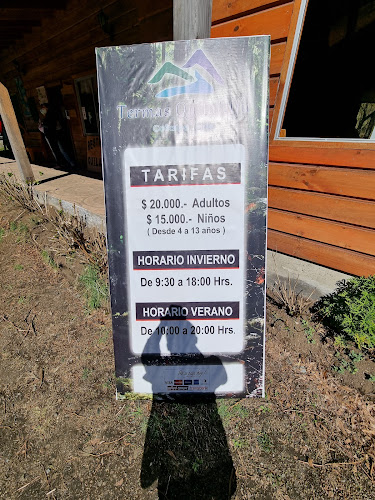 Termas
TARIFAS
$ 20.000.- Adultos
$ 15.000.- Niños
( Desde 4 a 13 años )
HORARIO INVIERNO
De 9:30 a 18:00 Hrs.
HORARIO VERANO
De 10:00 a 20:00 Hrs.